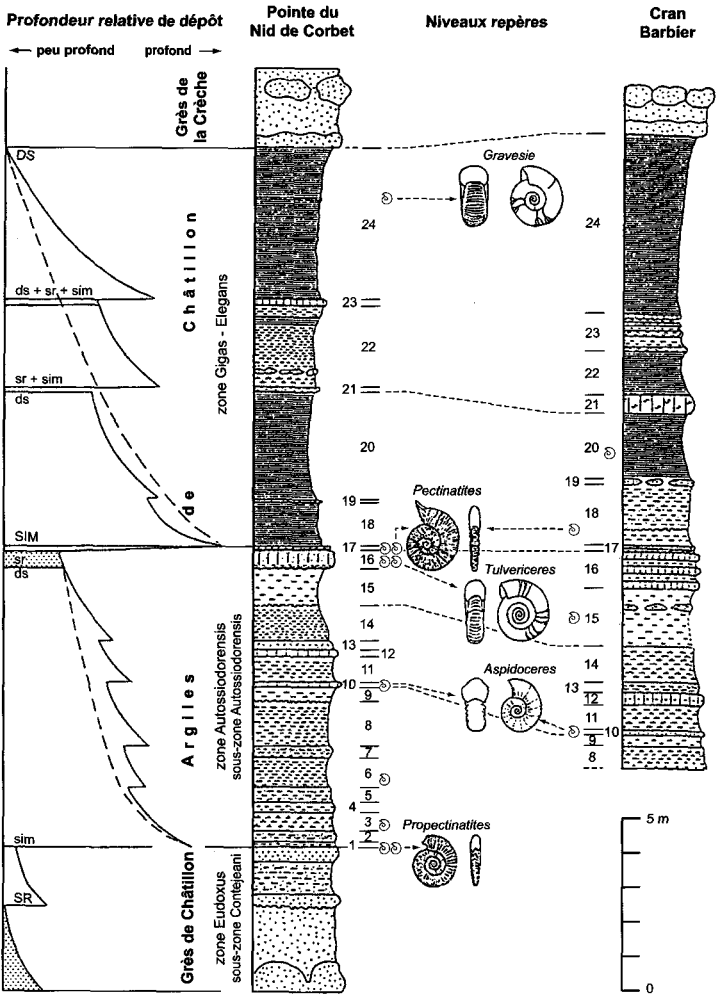 Profondeur relative de dépôt
peu profond
profond
Pointe du
Nid de Corbet
Niveaux repères
Cran
Barbier
DS
ds + sr + sim
sr + sim
ds
SIM
sr
ds
sim
SR
Grès de
la Crèche
Argiles de Châtillon
Grès de Châtillon
zone Gigas - Elegans
zone Autossiodorensis
sous-zone Autossiodorensis
zone Eudoxus
sous-zone Contejeani
24
23
22
21
20
19
18
17
16
15
14
13
12
11
10
9
8
7
6
5
4
3
2
1
Gravesie
Pectinatites
Tulvericeres
Aspidoceres
Propectinatites
24
23
22
21
20
19
18
17
16
15
14
13
12
11
10
9
8
5 m
0